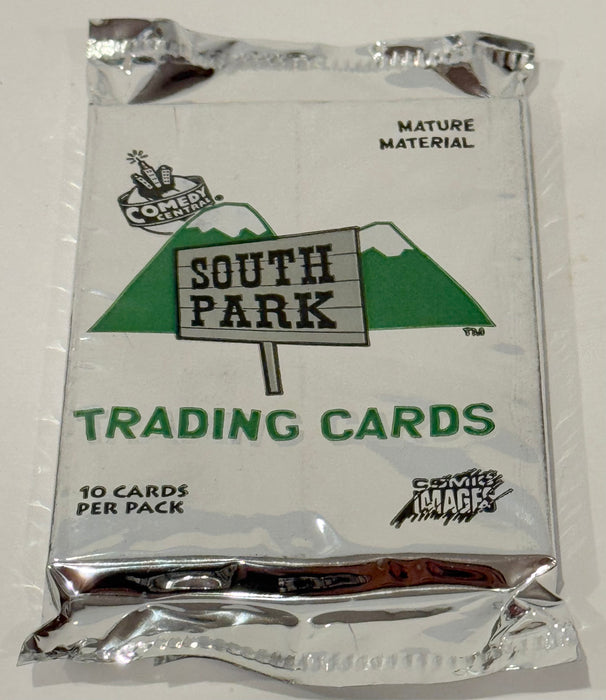 MATURE
MATERIAL
COMEDY
CENTRAL
SOUTH
PARK
TM
TRADING CARDS
10 CARDS
PER PACK
COMIC
IMAGES